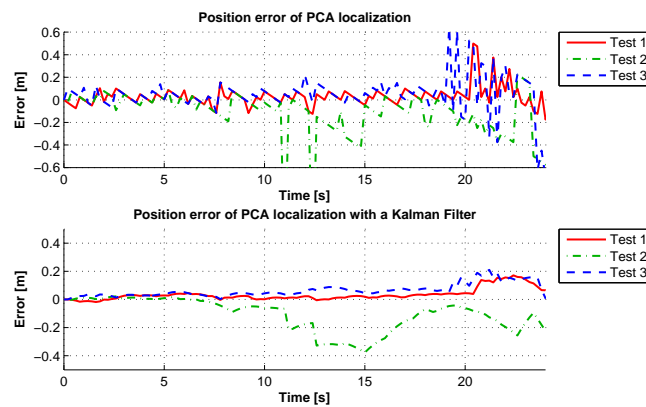 Position error of PCA localization
0.6
0.4
0.2
0
−0.2
−0.4
−0.6
Error [m]
0 5 10 15 20
Time [s]
Test 1
Test 2
Test 3
Position error of PCA localization with a Kalman Filter
0.4
0.2
0
−0.2
−0.4
Error [m]
0 5 10 15 20
Time [s]
Test 1
Test 2
Test 3